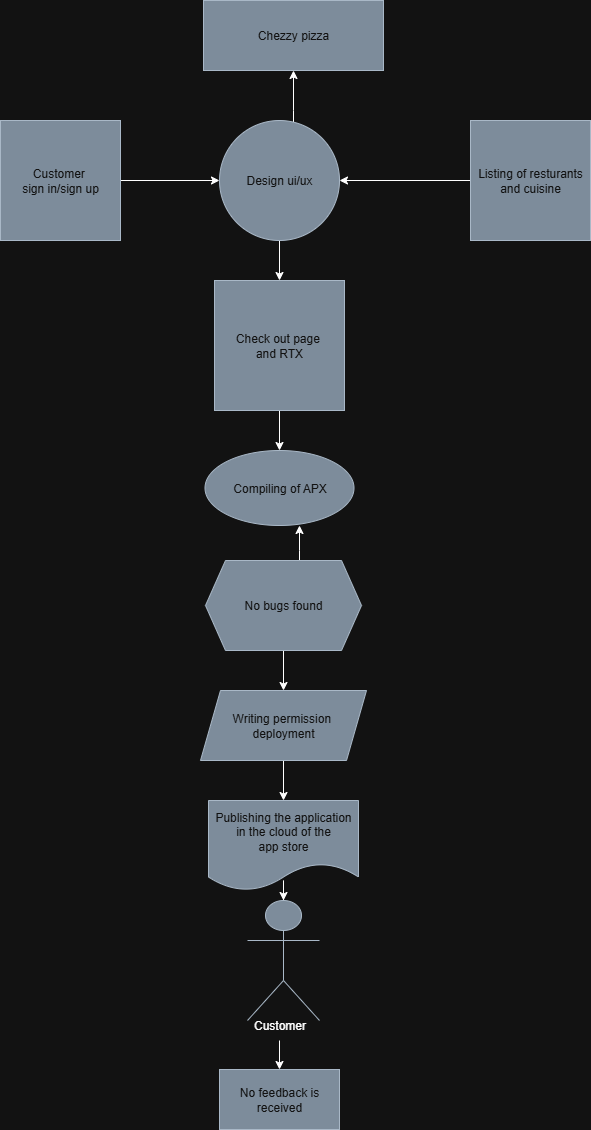 Chezzy pizza
Customer
sign in/sign up
Design ui/ux
Listing of resturants
and cuisine
Check out page
and RTX
Compiling of APX
No bugs found
Writing permission
deployment
Publishing the application
in the cloud of the
app store
Customer
No feedback is
received